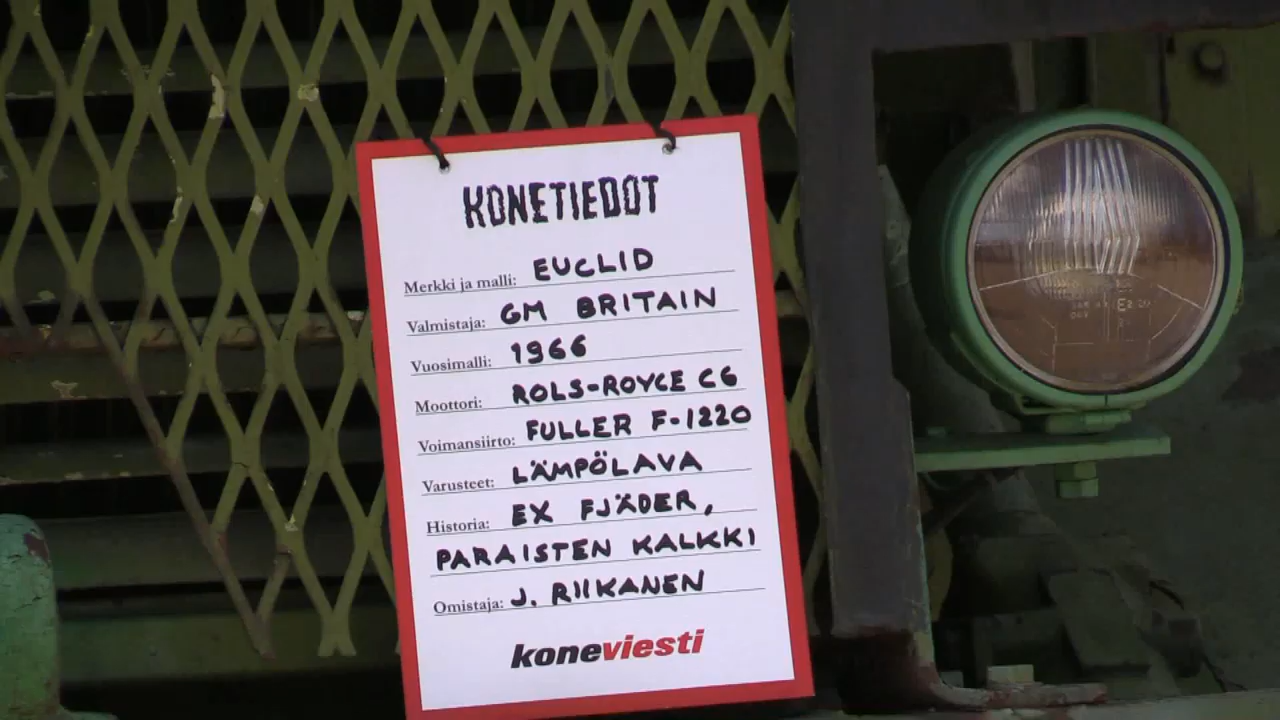 KONETIEDOT
Merkki ja malli: EUCLID
Valmistaja: GM BRITAIN
Vuosimalli: 1966
Moottori: ROLS-ROYCE C6
Voimansiirto: FULLER F-1220
Varusteet: LÄMPÖLAVA
Historia: EX FJÄDER,
PARAISTEN KALKKI
Omistaja: J. RIIKANEN
koneviesti